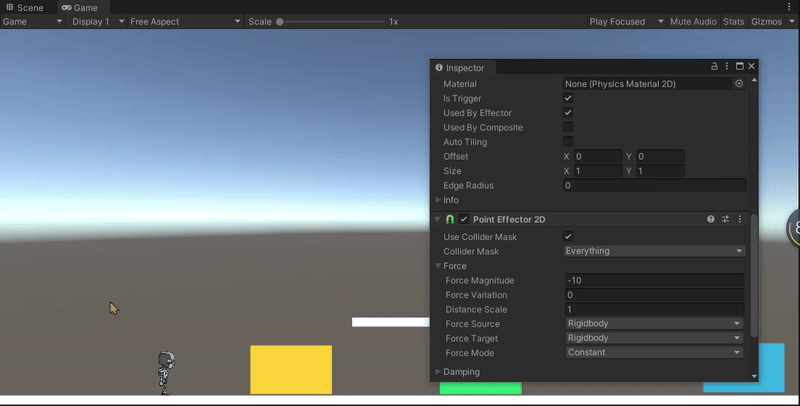 Scene Game
Game Display 1 Free Aspect Scale 1x Play Focused Mute Audio Stats Gizmos
Inspector
Material None (Physics Material 2D)
Is Trigger
Used By Effector
Used By Composite
Auto Tiling
Offset X 0 Y 0
Size X 1 Y 1
Edge Radius 0
Info
Point Effector 2D
Use Collider Mask
Collider Mask Everything
Force
Force Magnitude -10
Force Variation 0
Distance Scale 1
Force Source Rigidbody
Force Target Rigidbody
Force Mode Constant
Damping